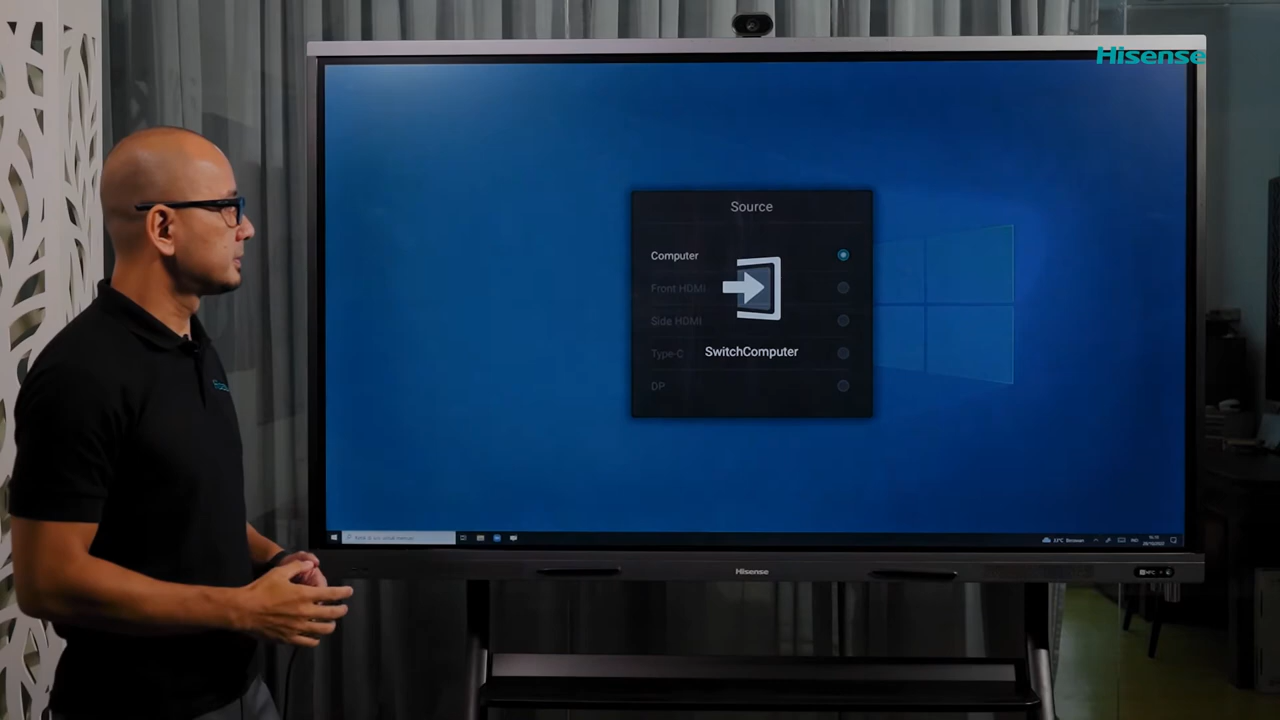 Hisense
Source
Computer
Front HDMI
Side HDMI
Type-C
SwitchComputer
DP
Hisense